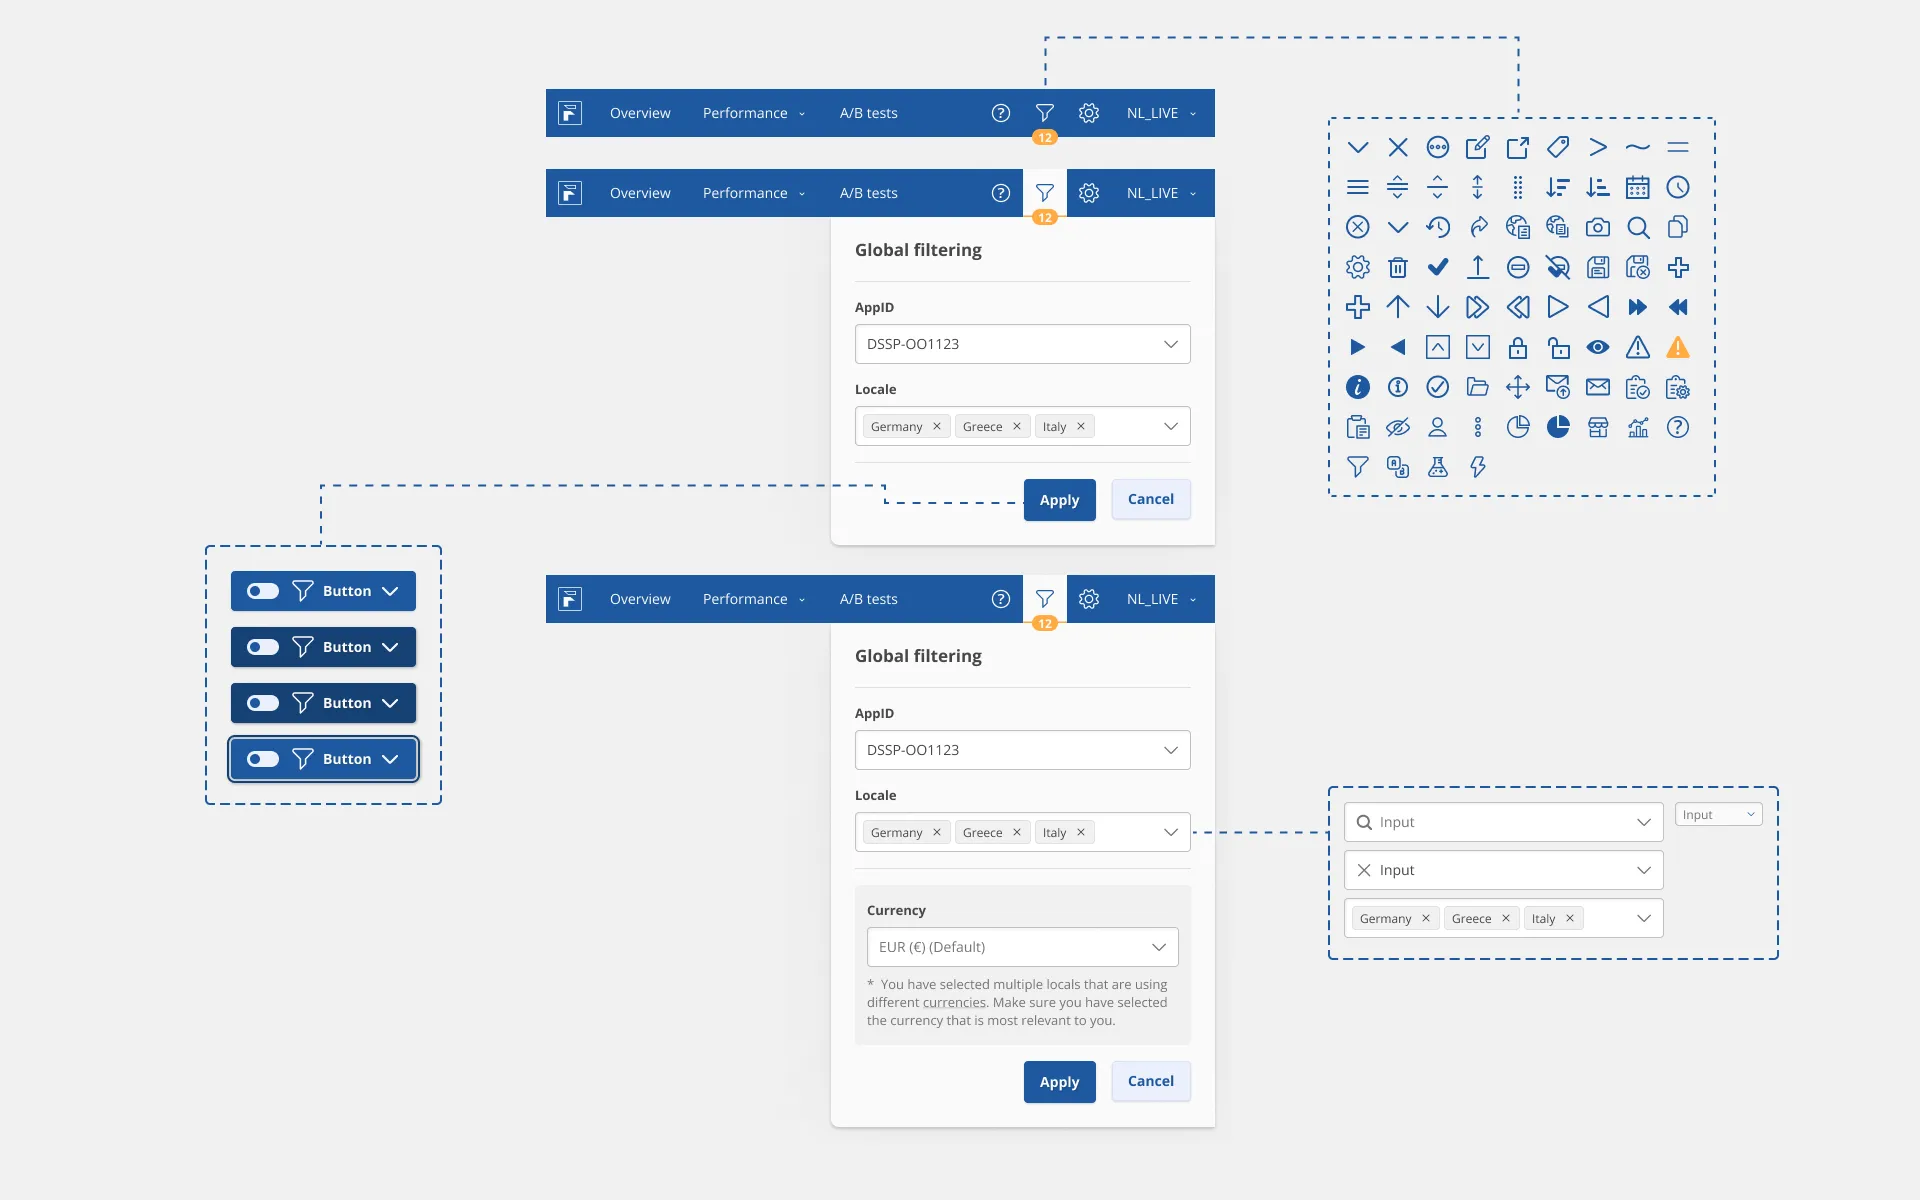 Overview Performance A/B tests NL_LIVE
12
Overview Performance A/B tests NL_LIVE
12
Global filtering
AppID
DSSP-OO1123
Locale
Germany Greece Italy
Apply Cancel
Button
Button
Button
Button
Overview Performance A/B tests NL_LIVE
12
Global filtering
AppID
DSSP-OO1123
Locale
Germany Greece Italy
Currency
EUR (€) (Default)
* You have selected multiple locals that are using
different currencies. Make sure you have selected
the currency that is most relevant to you.
Apply Cancel
Input Input
Input
Germany Greece Italy